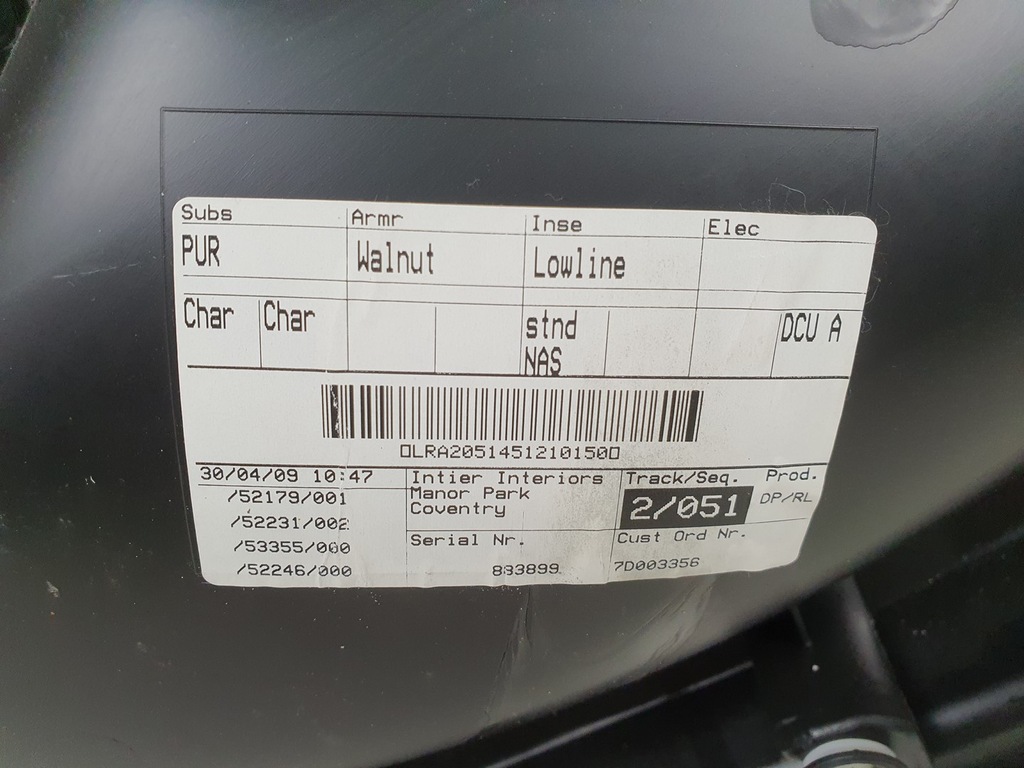 Subs Armr Inse Elec
PUR Walnut Lowline
Char Char stnd DCU A
NAS
▯LRA2051451210150▯
30/04/09 10:47 Intier Interiors Track/Seq. Prod.
/52179/001 Manor Park 2/051 DP/RL
/52231/002 Coventry
/53355/000 Serial Nr. Cust Ord Nr.
/52246/000 883899 7D003356